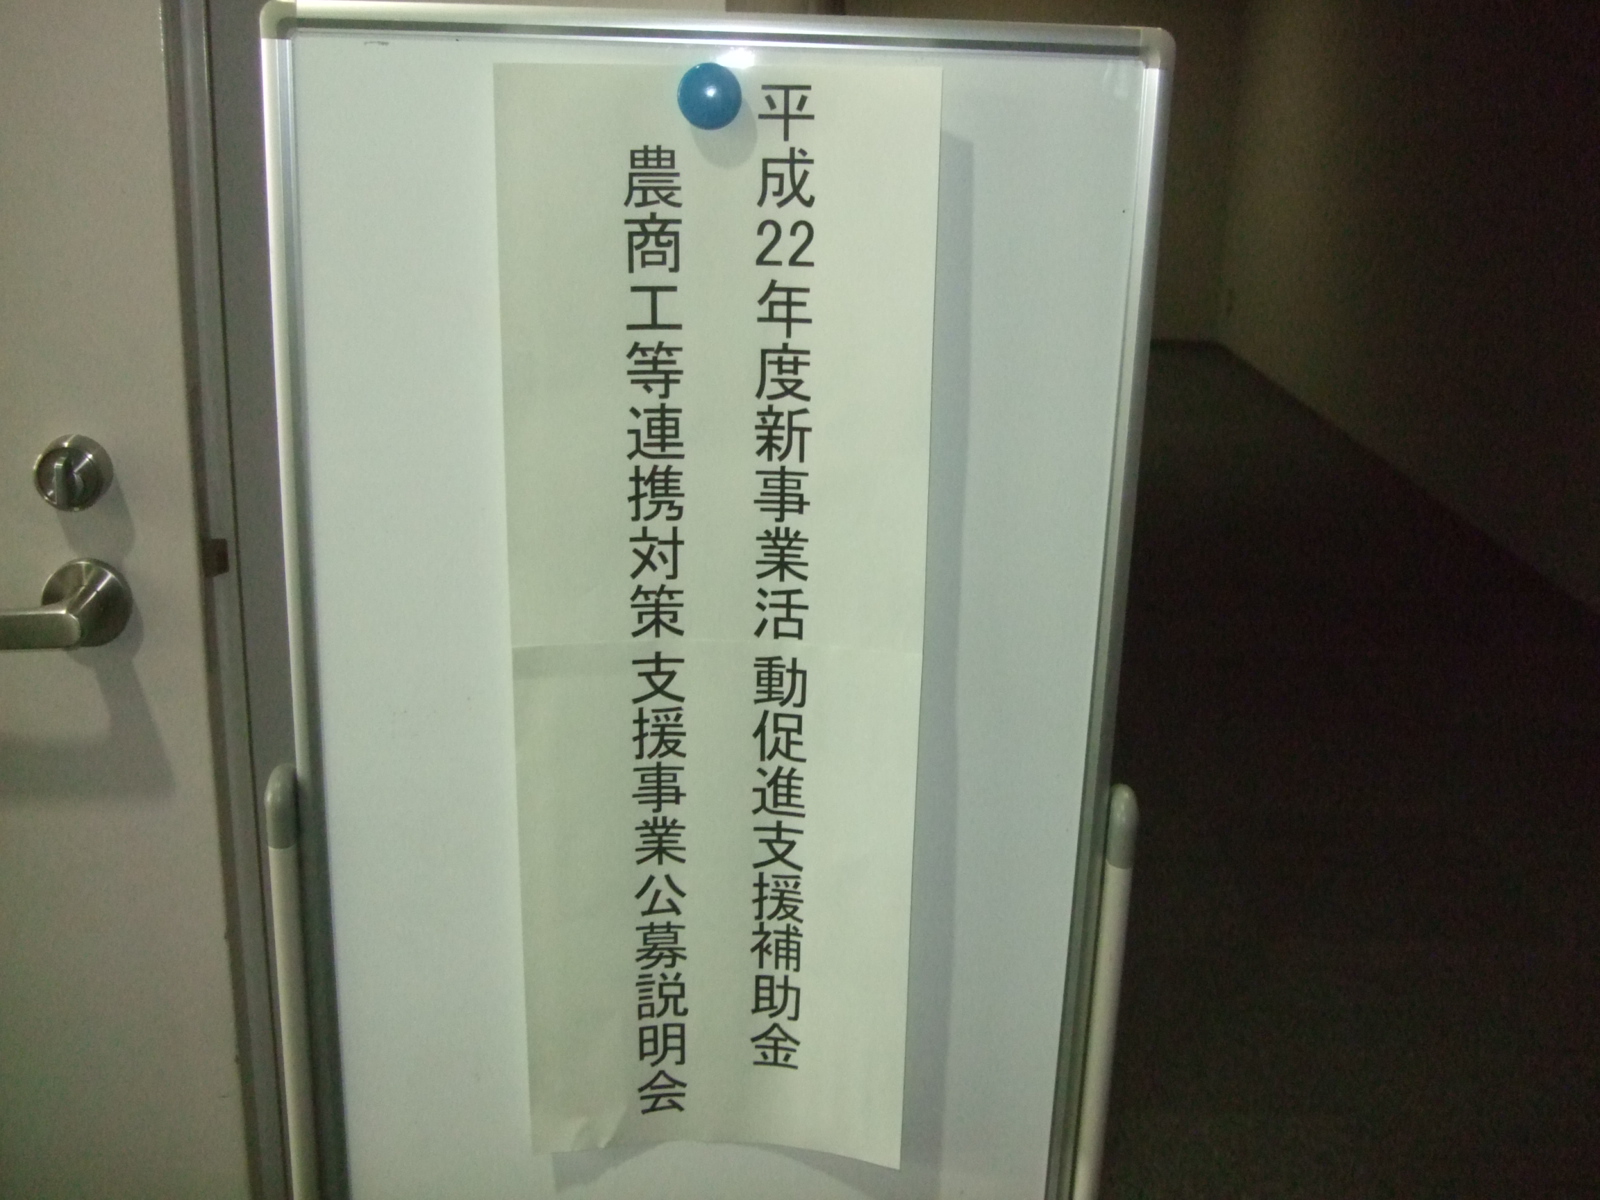 平成22年度新事業活動促進支援補助金
農商工等連携対策支援事業公募説明会